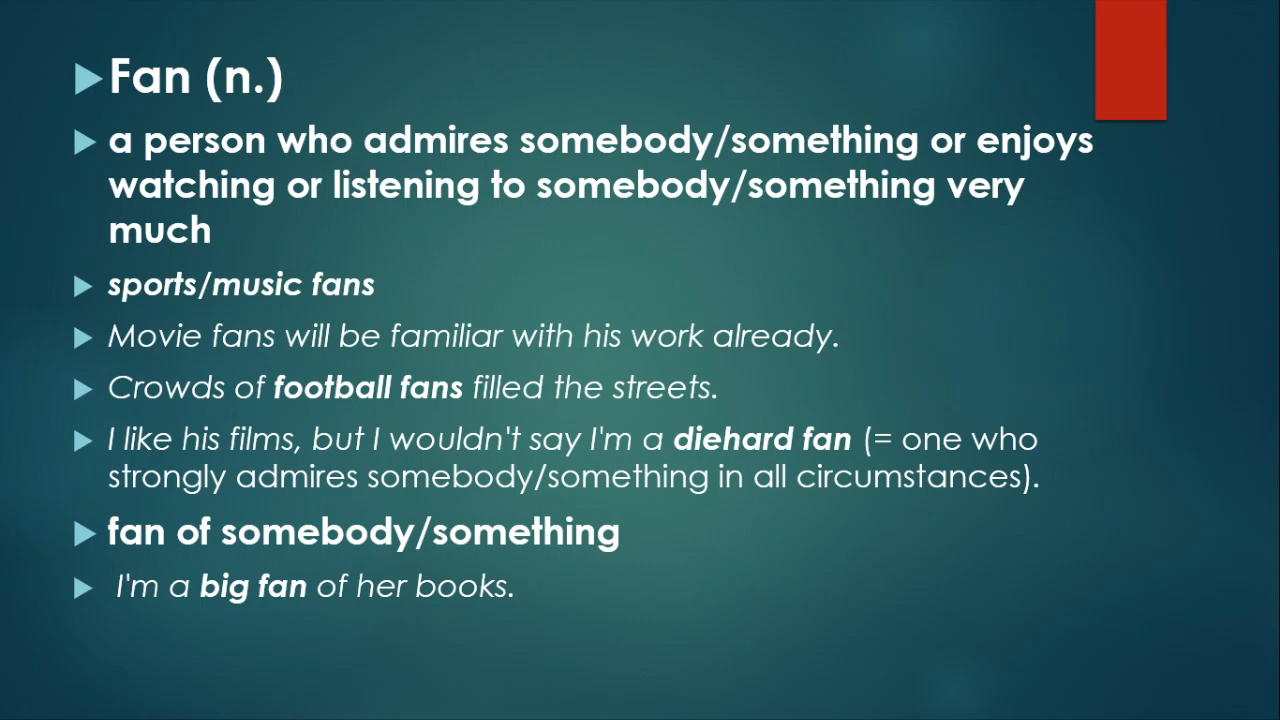 Fan (n.)
a person who admires somebody/something or enjoys
watching or listening to somebody/something very
much
sports/music fans
Movie fans will be familiar with his work already.
Crowds of football fans filled the streets.
I like his films, but I wouldn't say I'm a diehard fan (= one who
strongly admires somebody/something in all circumstances).
fan of somebody/something
I'm a big fan of her books.